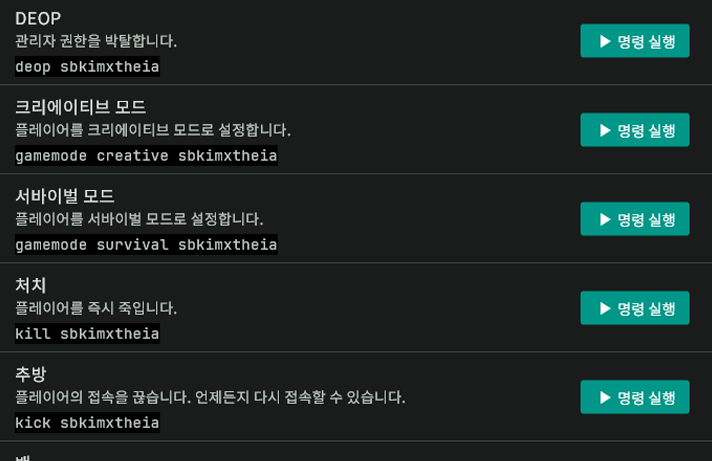 DEOP
관리자 권한을 박탈합니다.
deop sbkimxtheia
▶ 명령 실행
크리에이티브 모드
플레이어를 크리에이티브 모드로 설정합니다.
gamemode creative sbkimxtheia
▶ 명령 실행
서바이벌 모드
플레이어를 서바이벌 모드로 설정합니다.
gamemode survival sbkimxtheia
▶ 명령 실행
처치
플레이어를 즉시 죽입니다.
kill sbkimxtheia
▶ 명령 실행
추방
플레이어의 접속을 끊습니다. 언제든지 다시 접속할 수 있습니다.
kick sbkimxtheia
▶ 명령 실행